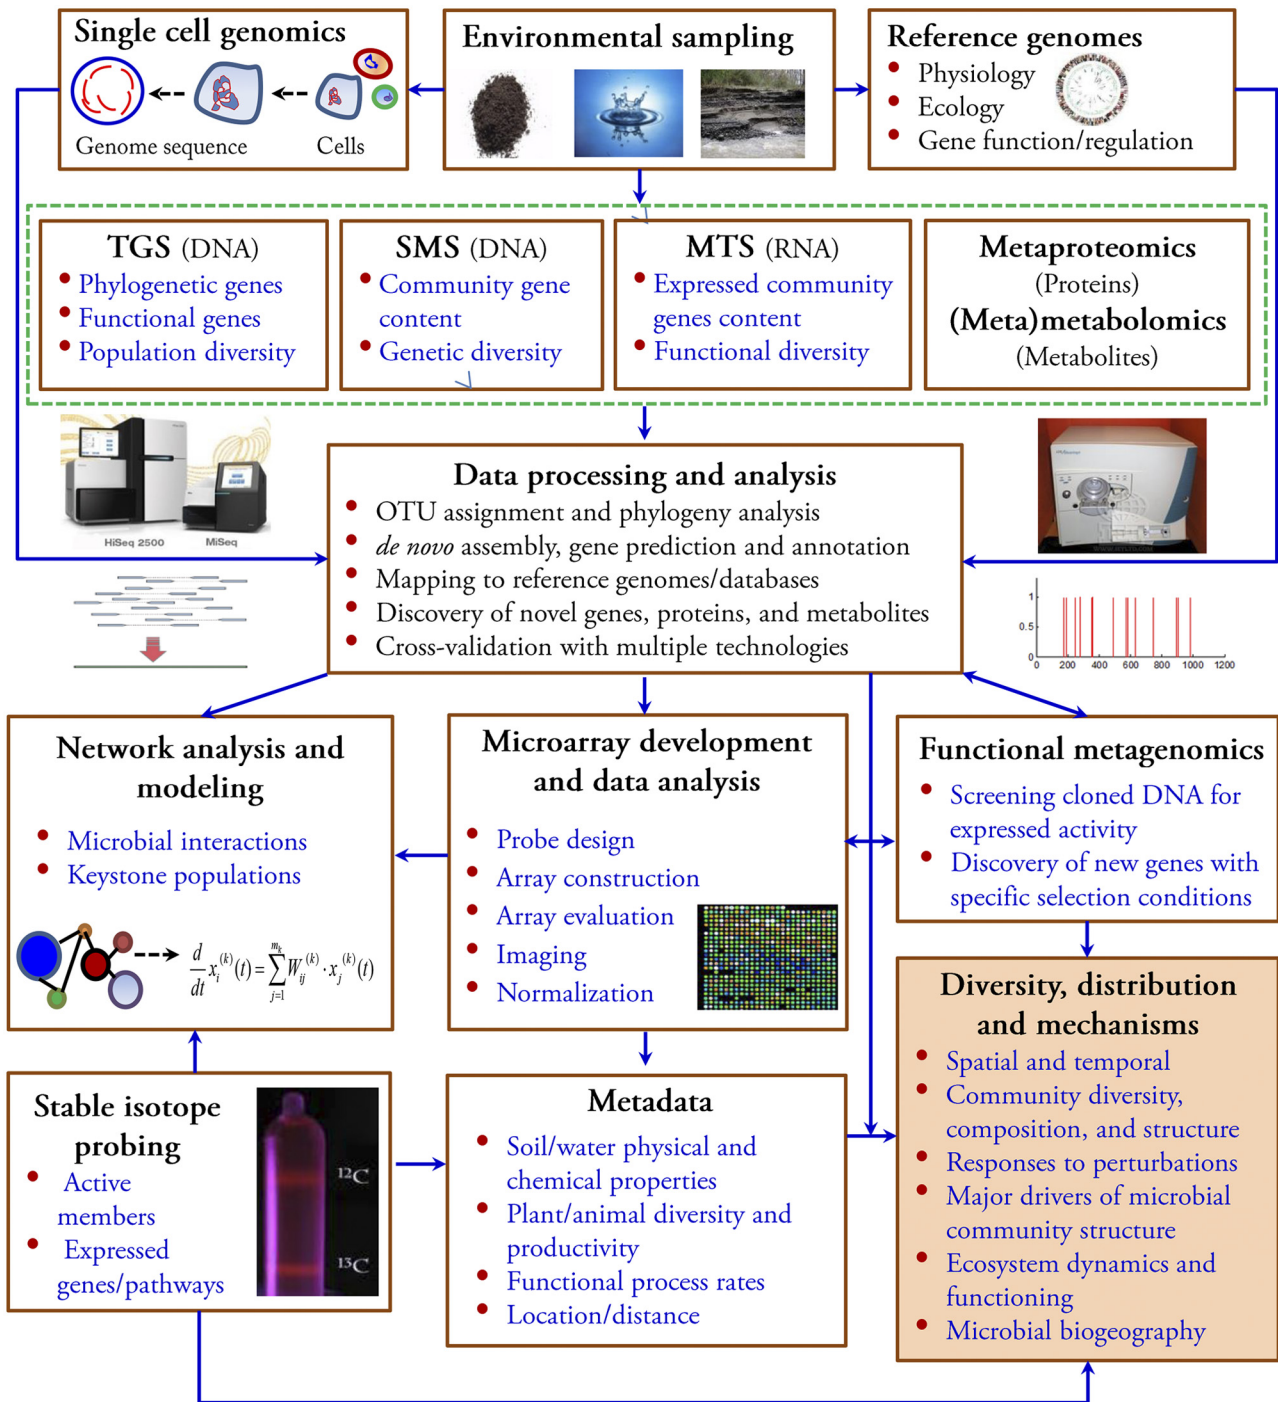 Single cell genomics
Genome sequence
Cells
Environmental sampling
Reference genomes
• Physiology
• Ecology
• Gene function/regulation
TGS (DNA)
• Phylogenetic genes
• Functional genes
• Population diversity
SMS (DNA)
• Community gene
content
• Genetic diversity
MTS (RNA)
• Expressed community
genes content
• Functional diversity
Metaproteomics
(Proteins)
(Meta)metabolomics
(Metabolites)
HiSeq 2500
MiSeq
Data processing and analysis
• OTU assignment and phylogeny analysis
• de novo assembly, gene prediction and annotation
• Mapping to reference genomes/databases
• Discovery of novel genes, proteins, and metabolites
• Cross-validation with multiple technologies
1
0.5
0
0 200 400 600 800 1000 1200
Network analysis and
modeling
• Microbial interactions
• Keystone populations
d/dt x_i^(k)(t) = ∑_{j=1}^{m_k} W_ij^(k) · x_j^(k)(t)
Microarray development
and data analysis
• Probe design
• Array construction
• Array evaluation
• Imaging
• Normalization
Functional metagenomics
• Screening cloned DNA for
expressed activity
• Discovery of new genes with
specific selection conditions
Stable isotope
probing
• Active
members
• Expressed
genes/pathways
¹²C
¹³C
Metadata
• Soil/water physical and
chemical properties
• Plant/animal diversity and
productivity
• Functional process rates
• Location/distance
Diversity, distribution
and mechanisms
• Spatial and temporal
• Community diversity,
composition, and structure
• Responses to perturbations
• Major drivers of microbial
community structure
• Ecosystem dynamics and
functioning
• Microbial biogeography